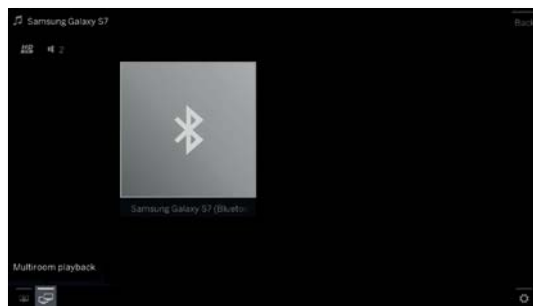 Samsung Galaxy S7
Back
2
Samsung Galaxy S7 (Blueto
Multiroom playback